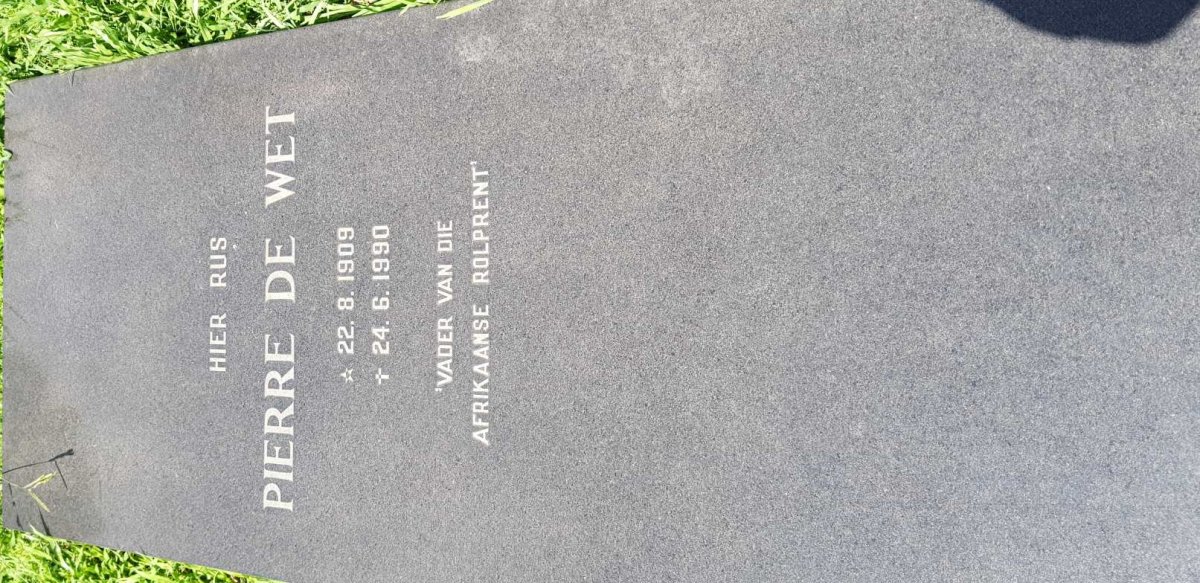 HIER RUS
PIERRE DE WET
☆ 22. 8. 1909
✝ 24. 6. 1990
'VADER VAN DIE
AFRIKAANSE ROLPRENT'